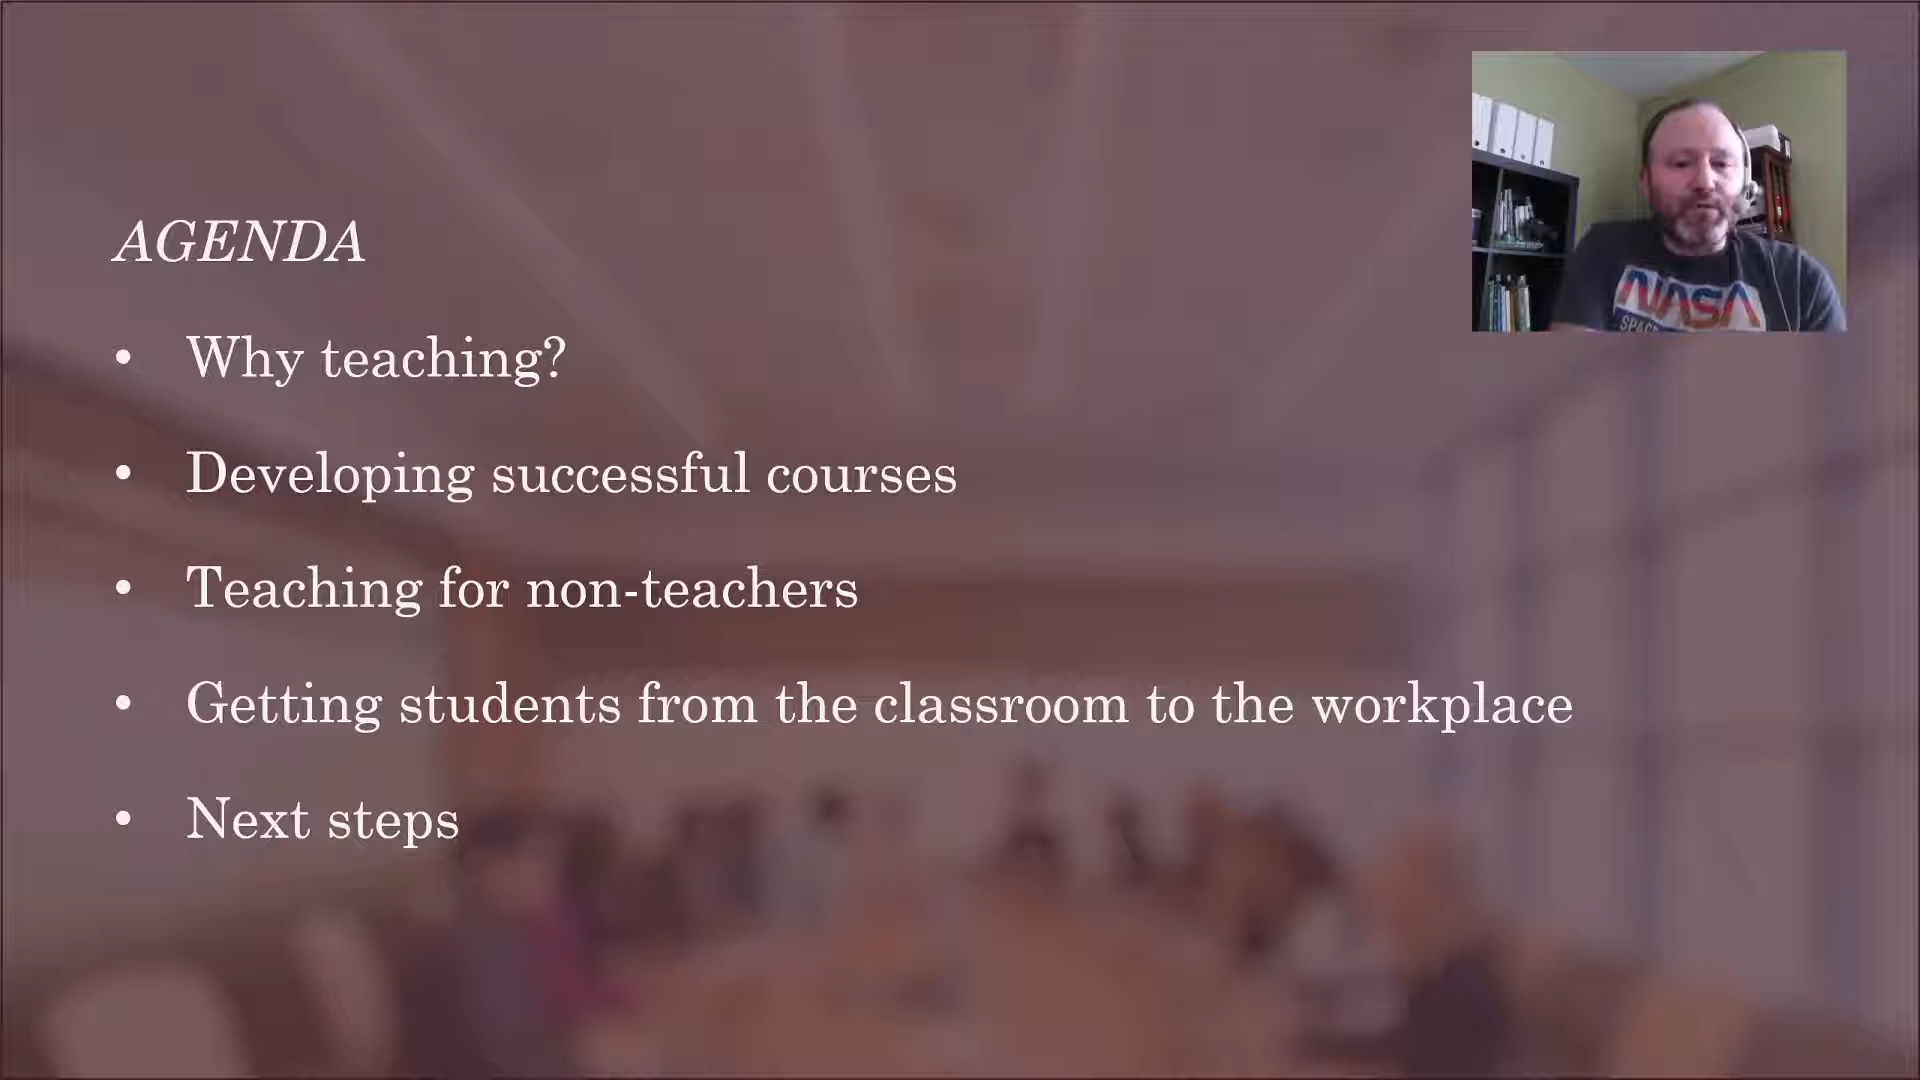 AGENDA
• Why teaching?
• Developing successful courses
• Teaching for non-teachers
• Getting students from the classroom to the workplace
• Next steps
NASA